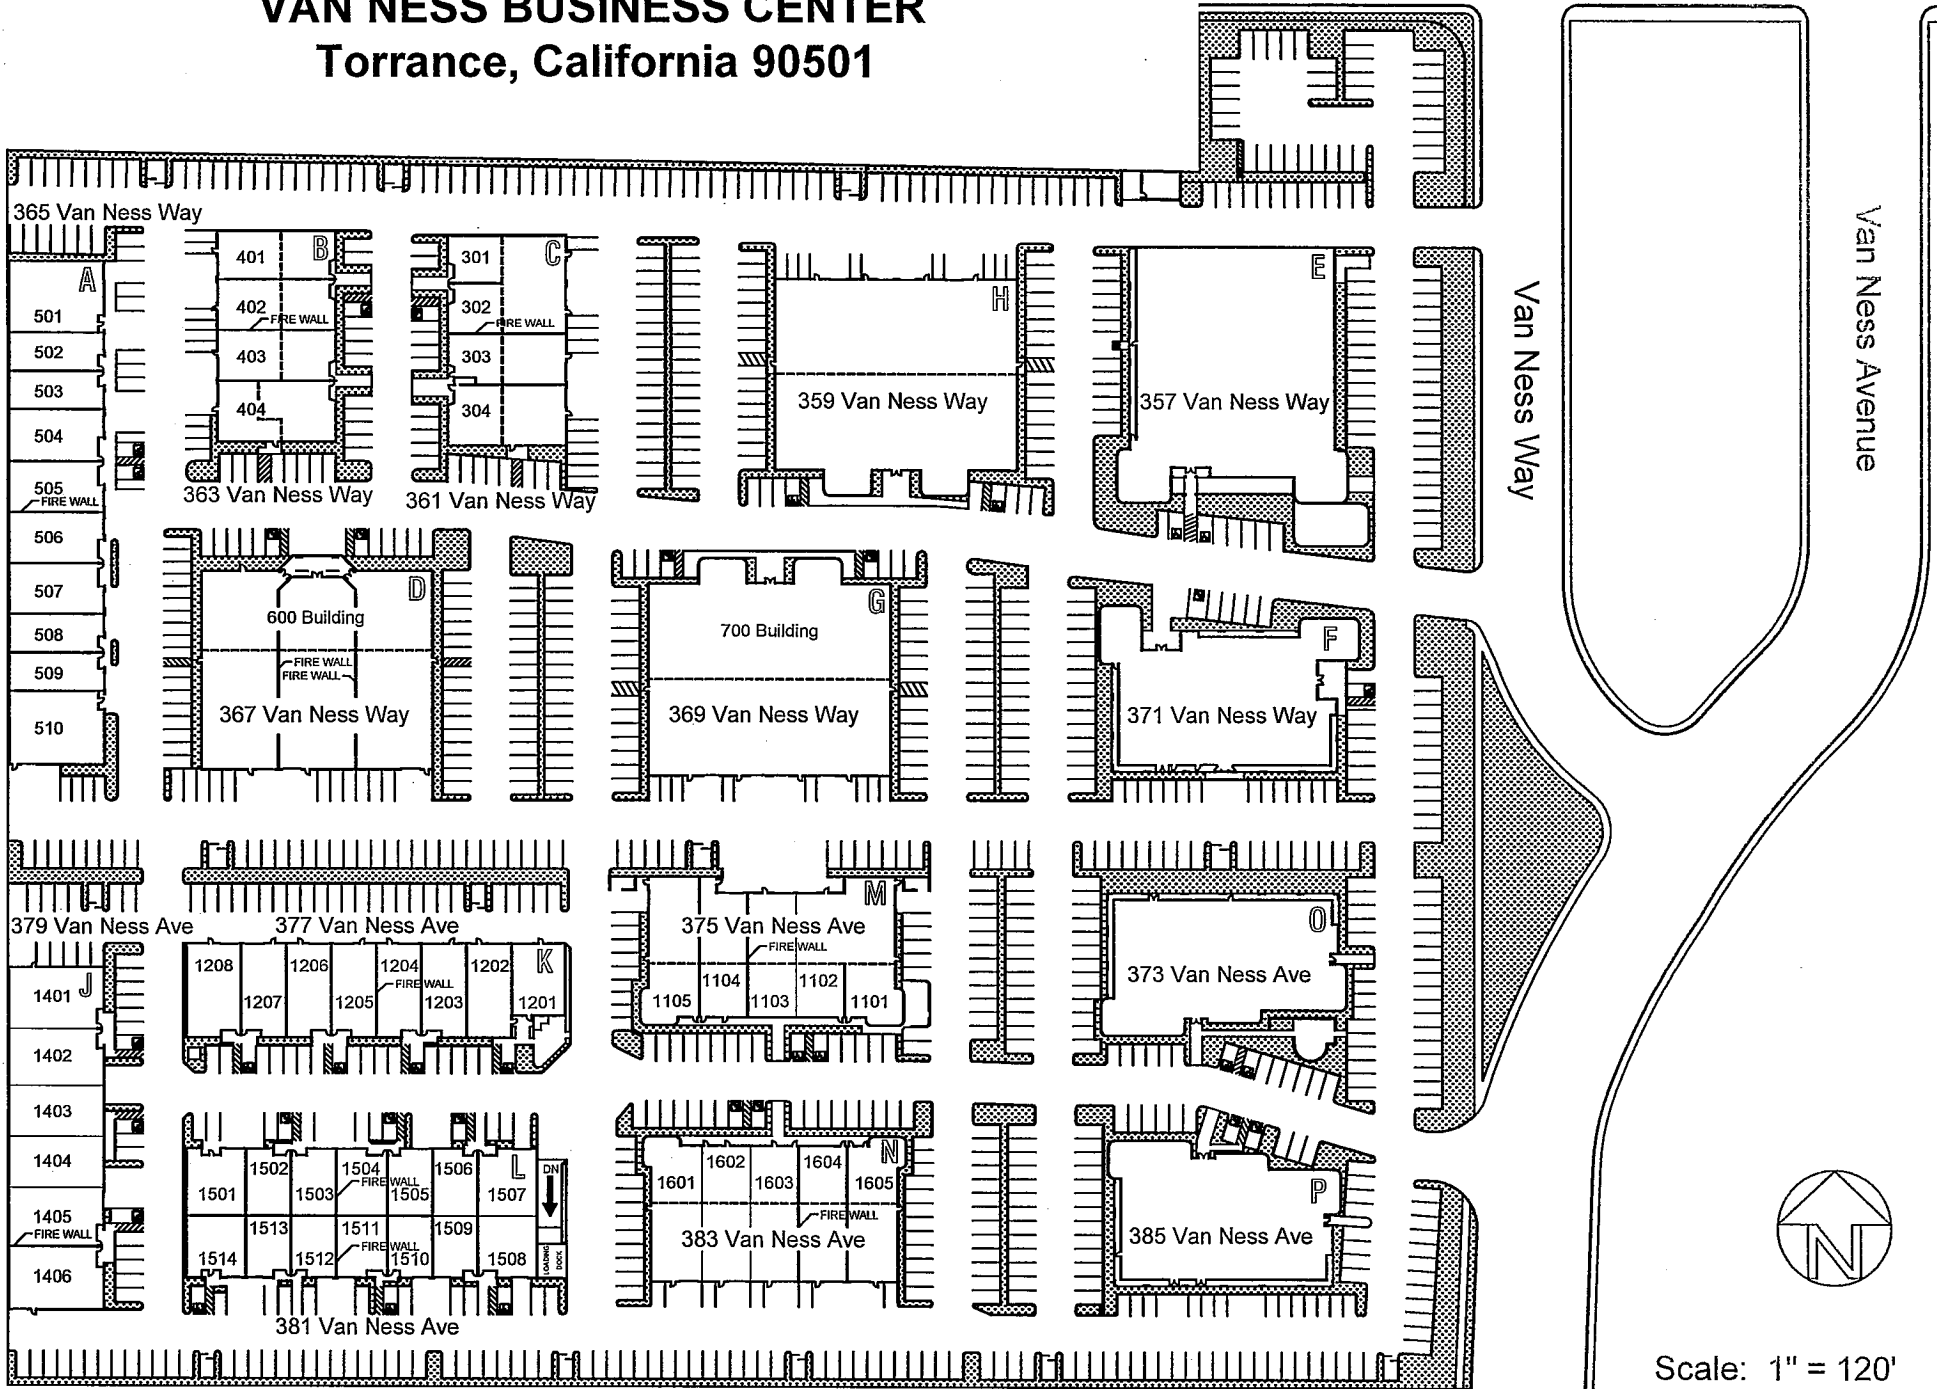 VAN NESS BUSINESS CENTER
Torrance, California 90501
365 Van Ness Way
A
501
502
503
504
505
FIRE WALL
506
507
508
509
510
B
401
402
FIRE WALL
403
404
363 Van Ness Way
C
301
302
FIRE WALL
303
304
361 Van Ness Way
H
359 Van Ness Way
E
357 Van Ness Way
Van Ness Way
Van Ness Avenue
D
600 Building
FIRE WALL
FIRE WALL
367 Van Ness Way
G
700 Building
369 Van Ness Way
F
371 Van Ness Way
379 Van Ness Ave
J
1401
1402
1403
1404
1405
FIRE WALL
1406
377 Van Ness Ave
K
1208
1206
1204
1202
FIRE WALL
1207
1205
1203
1201
M
375 Van Ness Ave
FIRE WALL
1104
1102
1105
1103
1101
O
373 Van Ness Ave
L
1502
1504
1506
DN
FIRE WALL
1501
1503
1505
1507
1513
1511
1509
FIRE WALL
1514
1512
1510
1508
LOADING
DOCK
381 Van Ness Ave
N
1602
1604
1601
1603
1605
FIRE WALL
383 Van Ness Ave
P
385 Van Ness Ave
N
Scale: 1" = 120'